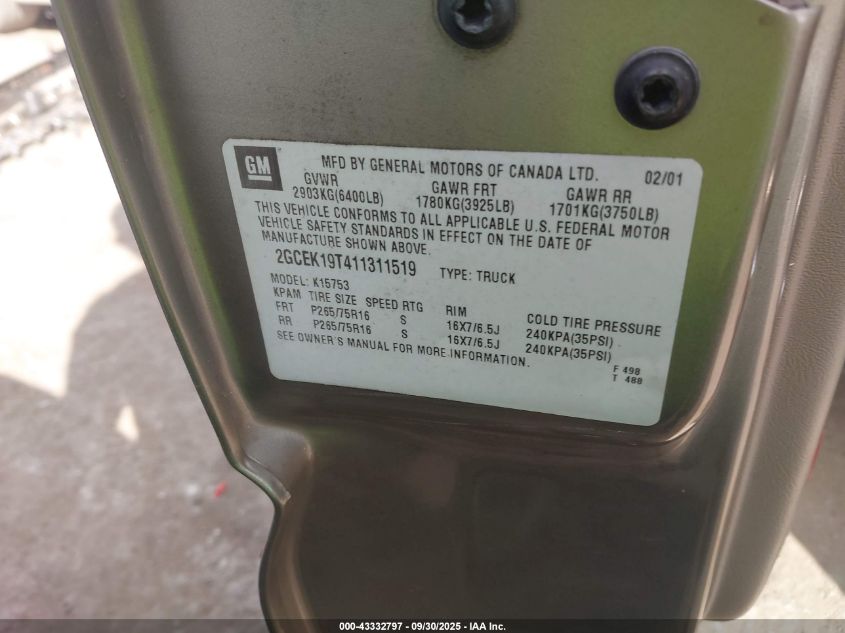 GM
MFD BY GENERAL MOTORS OF CANADA LTD. 02/01
GVWR GAWR FRT GAWR RR
2903KG(6400LB) 1780KG(3925LB) 1701KG(3750LB)
THIS VEHICLE CONFORMS TO ALL APPLICABLE U.S. FEDERAL MOTOR
VEHICLE SAFETY STANDARDS IN EFFECT ON THE DATE OF
MANUFACTURE SHOWN ABOVE.
2GCEK19T411311519 TYPE: TRUCK
MODEL: K15753
KPAM TIRE SIZE SPEED RTG RIM COLD TIRE PRESSURE
FRT P265/75R16 S 16X7/6.5J 240KPA(35PSI)
RR P265/75R16 S 16X7/6.5J 240KPA(35PSI)
SEE OWNER'S MANUAL FOR MORE INFORMATION.
F 498
T 488
000-43332797 - 09/30/2025 - IAA Inc.